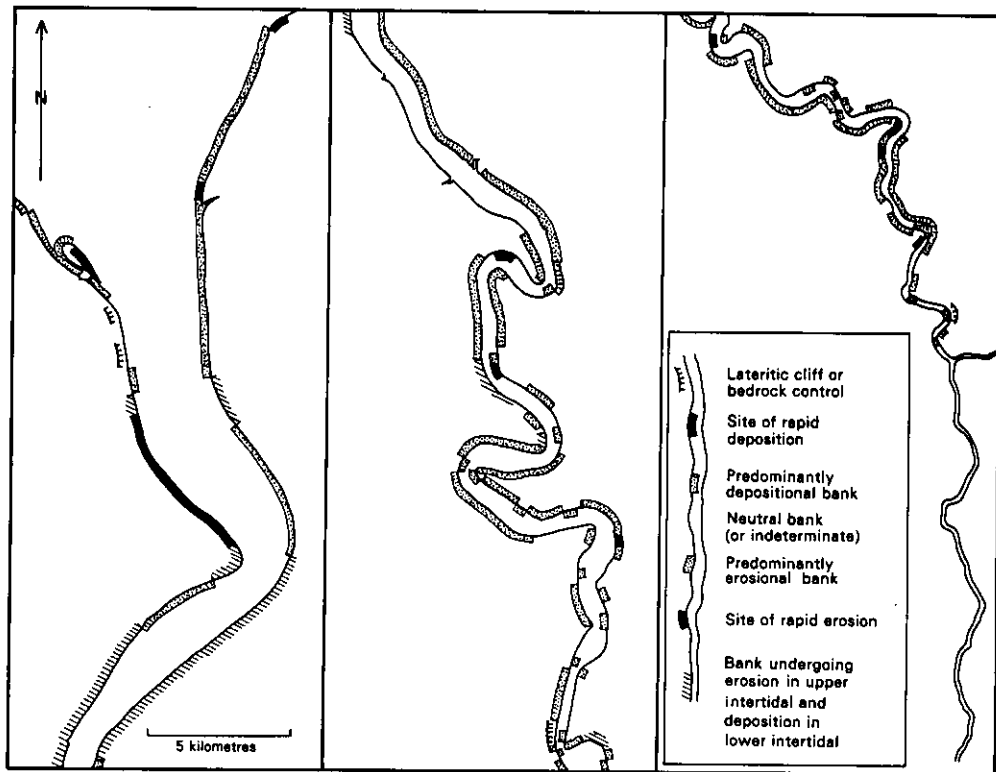 N
5 kilometres
Lateritic cliff or
bedrock control
Site of rapid
deposition
Predominantly
depositional bank
Neutral bank
(or indeterminate)
Predominantly
erosional bank
Site of rapid erosion
Bank undergoing
erosion in upper
intertidal and
deposition in
lower intertidal